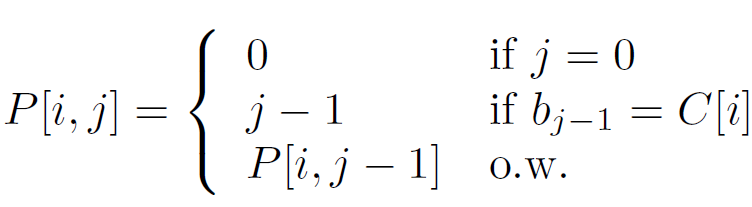 0 if j = 0
P[i, j] = { j − 1 if b_{j−1} = C[i]
P[i, j − 1] o.w.